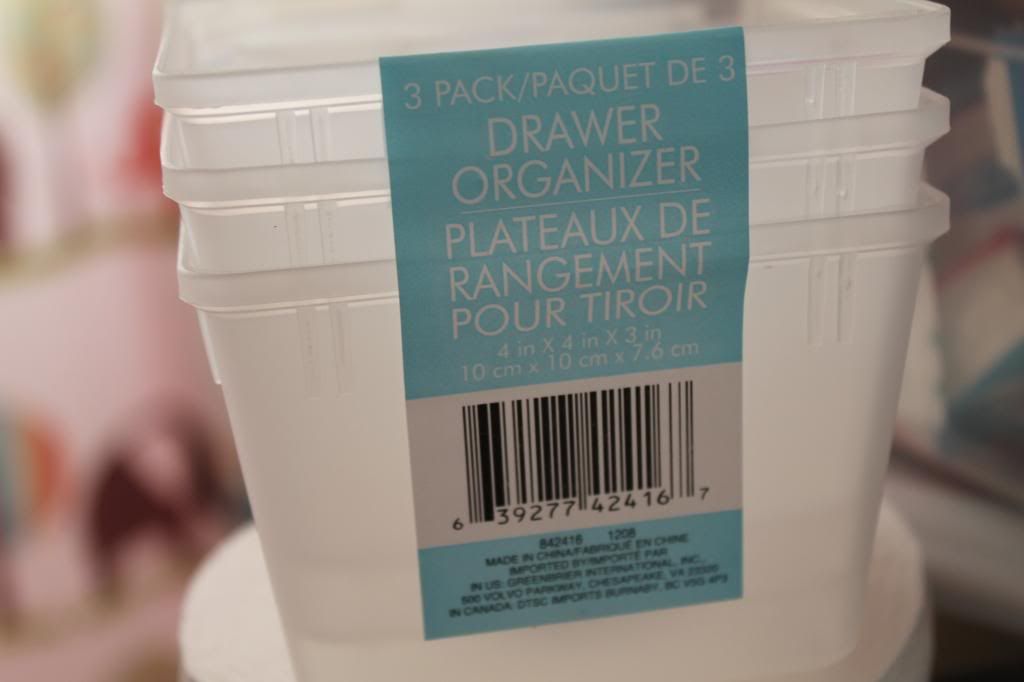 3 PACK/PAQUET DE 3
DRAWER
ORGANIZER
PLATEAUX DE
RANGEMENT
POUR TIROIR
4 in X 4 in X 3 in
10 cm x 10 cm x 7.6 cm
6 39277 42416 7
842416 1208
MADE IN CHINA/FABRIQUÉ EN CHINE
IMPORTED BY/IMPORTÉ PAR
IN US: GREENBRIER INTERNATIONAL, INC.,
500 VOLVO PARKWAY, CHESAPEAKE, VA 23320
IN CANADA: DTSC IMPORTS BURNABY, BC V5G 4P3